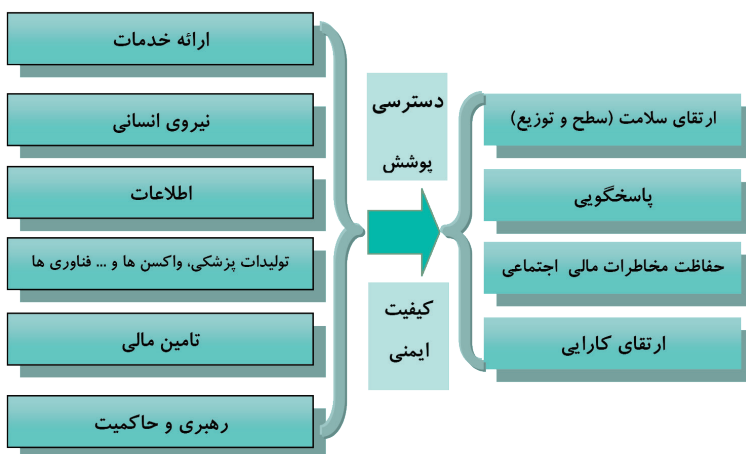 ارائه خدمات
نیروی انسانی
اطلاعات
تولیدات پزشکی، واکسن ها و ... فناوری ها
تامین مالی
رهبری و حاکمیت
دسترسی
پوشش
کیفیت
ایمنی
ارتقای سلامت (سطح و توزیع)
پاسخگویی
حفاظت مخاطرات مالی اجتماعی
ارتقای کارایی